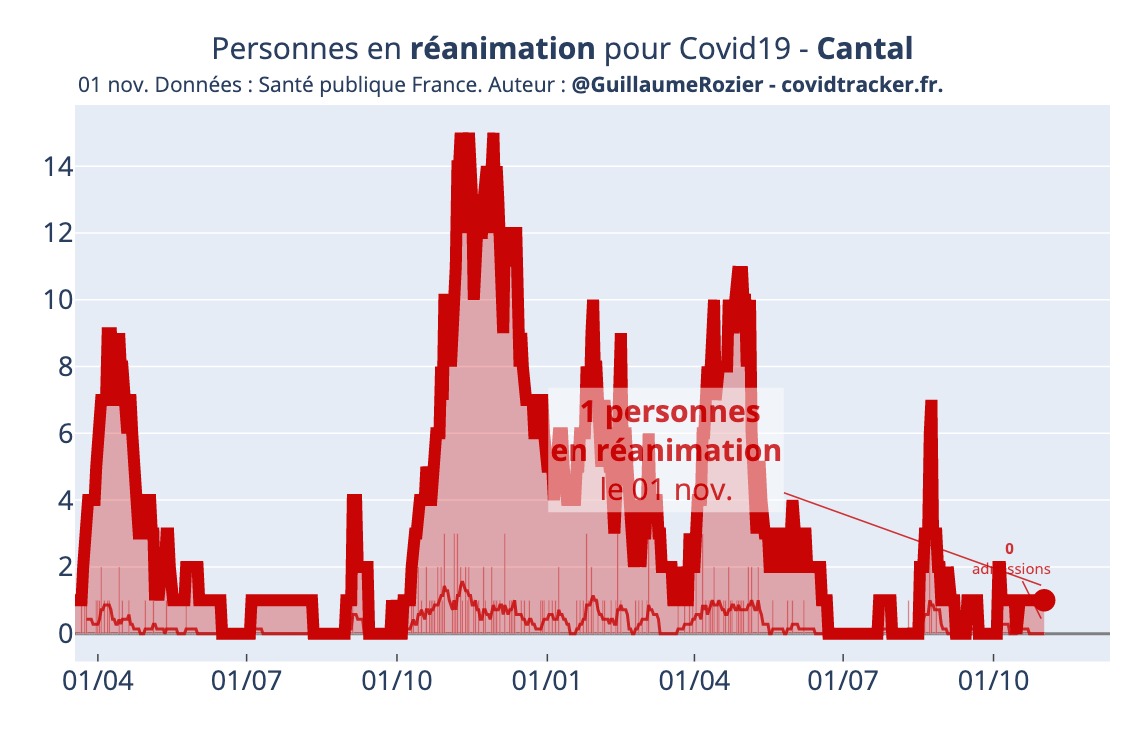 Personnes en réanimation pour Covid19 - Cantal
01 nov. Données : Santé publique France. Auteur : @GuillaumeRozier - covidtracker.fr.
14
12
10
8
6
4
2
0
1 personnes
en réanimation
le 01 nov.
0
admissions
01/04
01/07
01/10
01/01
01/04
01/07
01/10